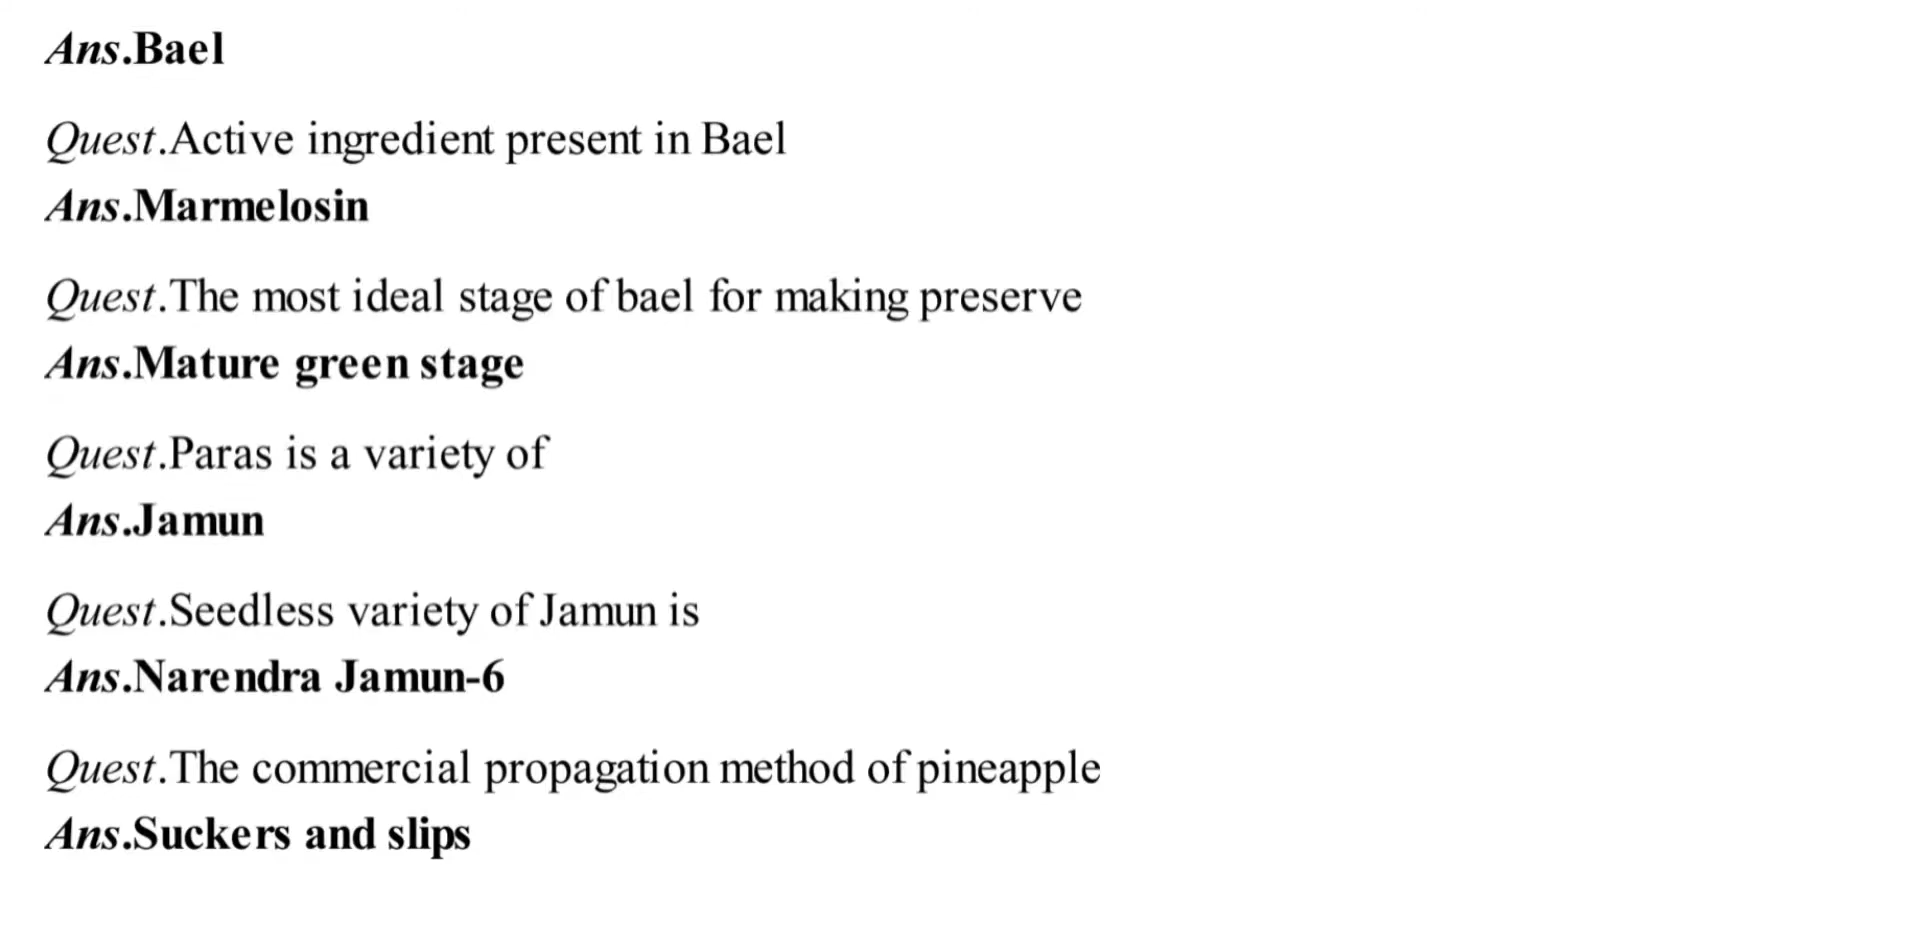 Ans.Bael
Quest.Active ingredient present in Bael
Ans.Marmelosin
Quest.The most ideal stage of bael for making preserve
Ans.Mature green stage
Quest.Paras is a variety of
Ans.Jamun
Quest.Seedless variety of Jamun is
Ans.Narendra Jamun-6
Quest.The commercial propagation method of pineapple
Ans.Suckers and slips